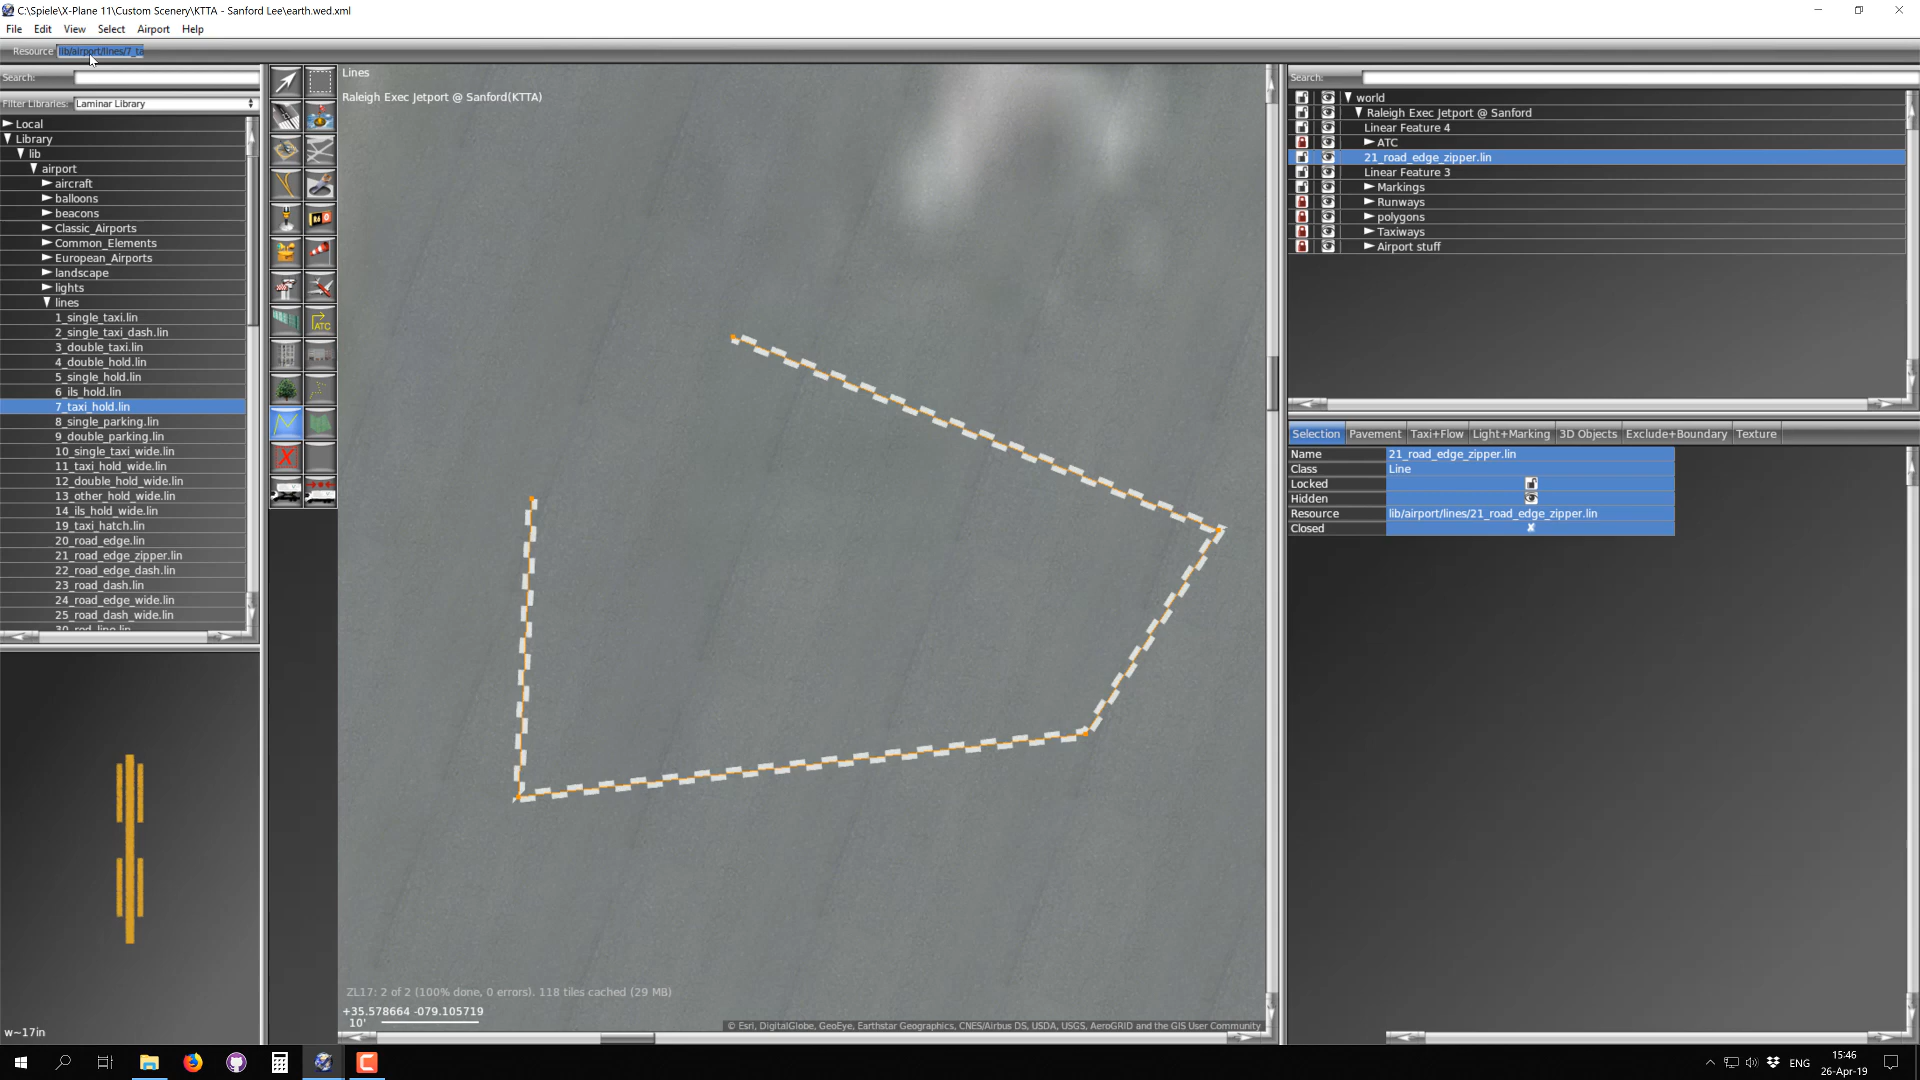 C:\Spiele\X-Plane 11\Custom Scenery\KTTA - Sanford Lee\earth.wed.xml
File Edit View Select Airport Help
Resource lib/airport/lines/7_ta
Search:
Filter Libraries: Laminar Library
Local
Library
lib
airport
aircraft
balloons
beacons
Classic_Airports
Common_Elements
European_Airports
landscape
lights
lines
1_single_taxi.lin
2_single_taxi_dash.lin
3_double_taxi.lin
4_double_hold.lin
5_single_hold.lin
6_ils_hold.lin
7_taxi_hold.lin
8_single_parking.lin
9_double_parking.lin
10_single_taxi_wide.lin
11_taxi_hold_wide.lin
12_double_hold_wide.lin
13_other_hold_wide.lin
14_ils_hold_wide.lin
19_taxi_hatch.lin
20_road_edge.lin
21_road_edge_zipper.lin
22_road_edge_dash.lin
23_road_dash.lin
24_road_edge_wide.lin
25_road_dash_wide.lin
30_red_line.lin
w~17in
ATC
Lines
Raleigh Exec Jetport @ Sanford(KTTA)
ZL17: 2 of 2 (100% done, 0 errors). 118 tiles cached (29 MB)
+35.578664 -079.105719
10'
© Esri, DigitalGlobe, GeoEye, Earthstar Geographics, CNES/Airbus DS, USDA, USGS, AeroGRID and the GIS User Community
Search:
world
Raleigh Exec Jetport @ Sanford
Linear Feature 4
ATC
21_road_edge_zipper.lin
Linear Feature 3
Markings
Runways
polygons
Taxiways
Airport stuff
Selection Pavement Taxi+Flow Light+Marking 3D Objects Exclude+Boundary Texture
Name 21_road_edge_zipper.lin
Class Line
Locked
Hidden
Resource lib/airport/lines/21_road_edge_zipper.lin
Closed
ENG
15:46
26-Apr-19